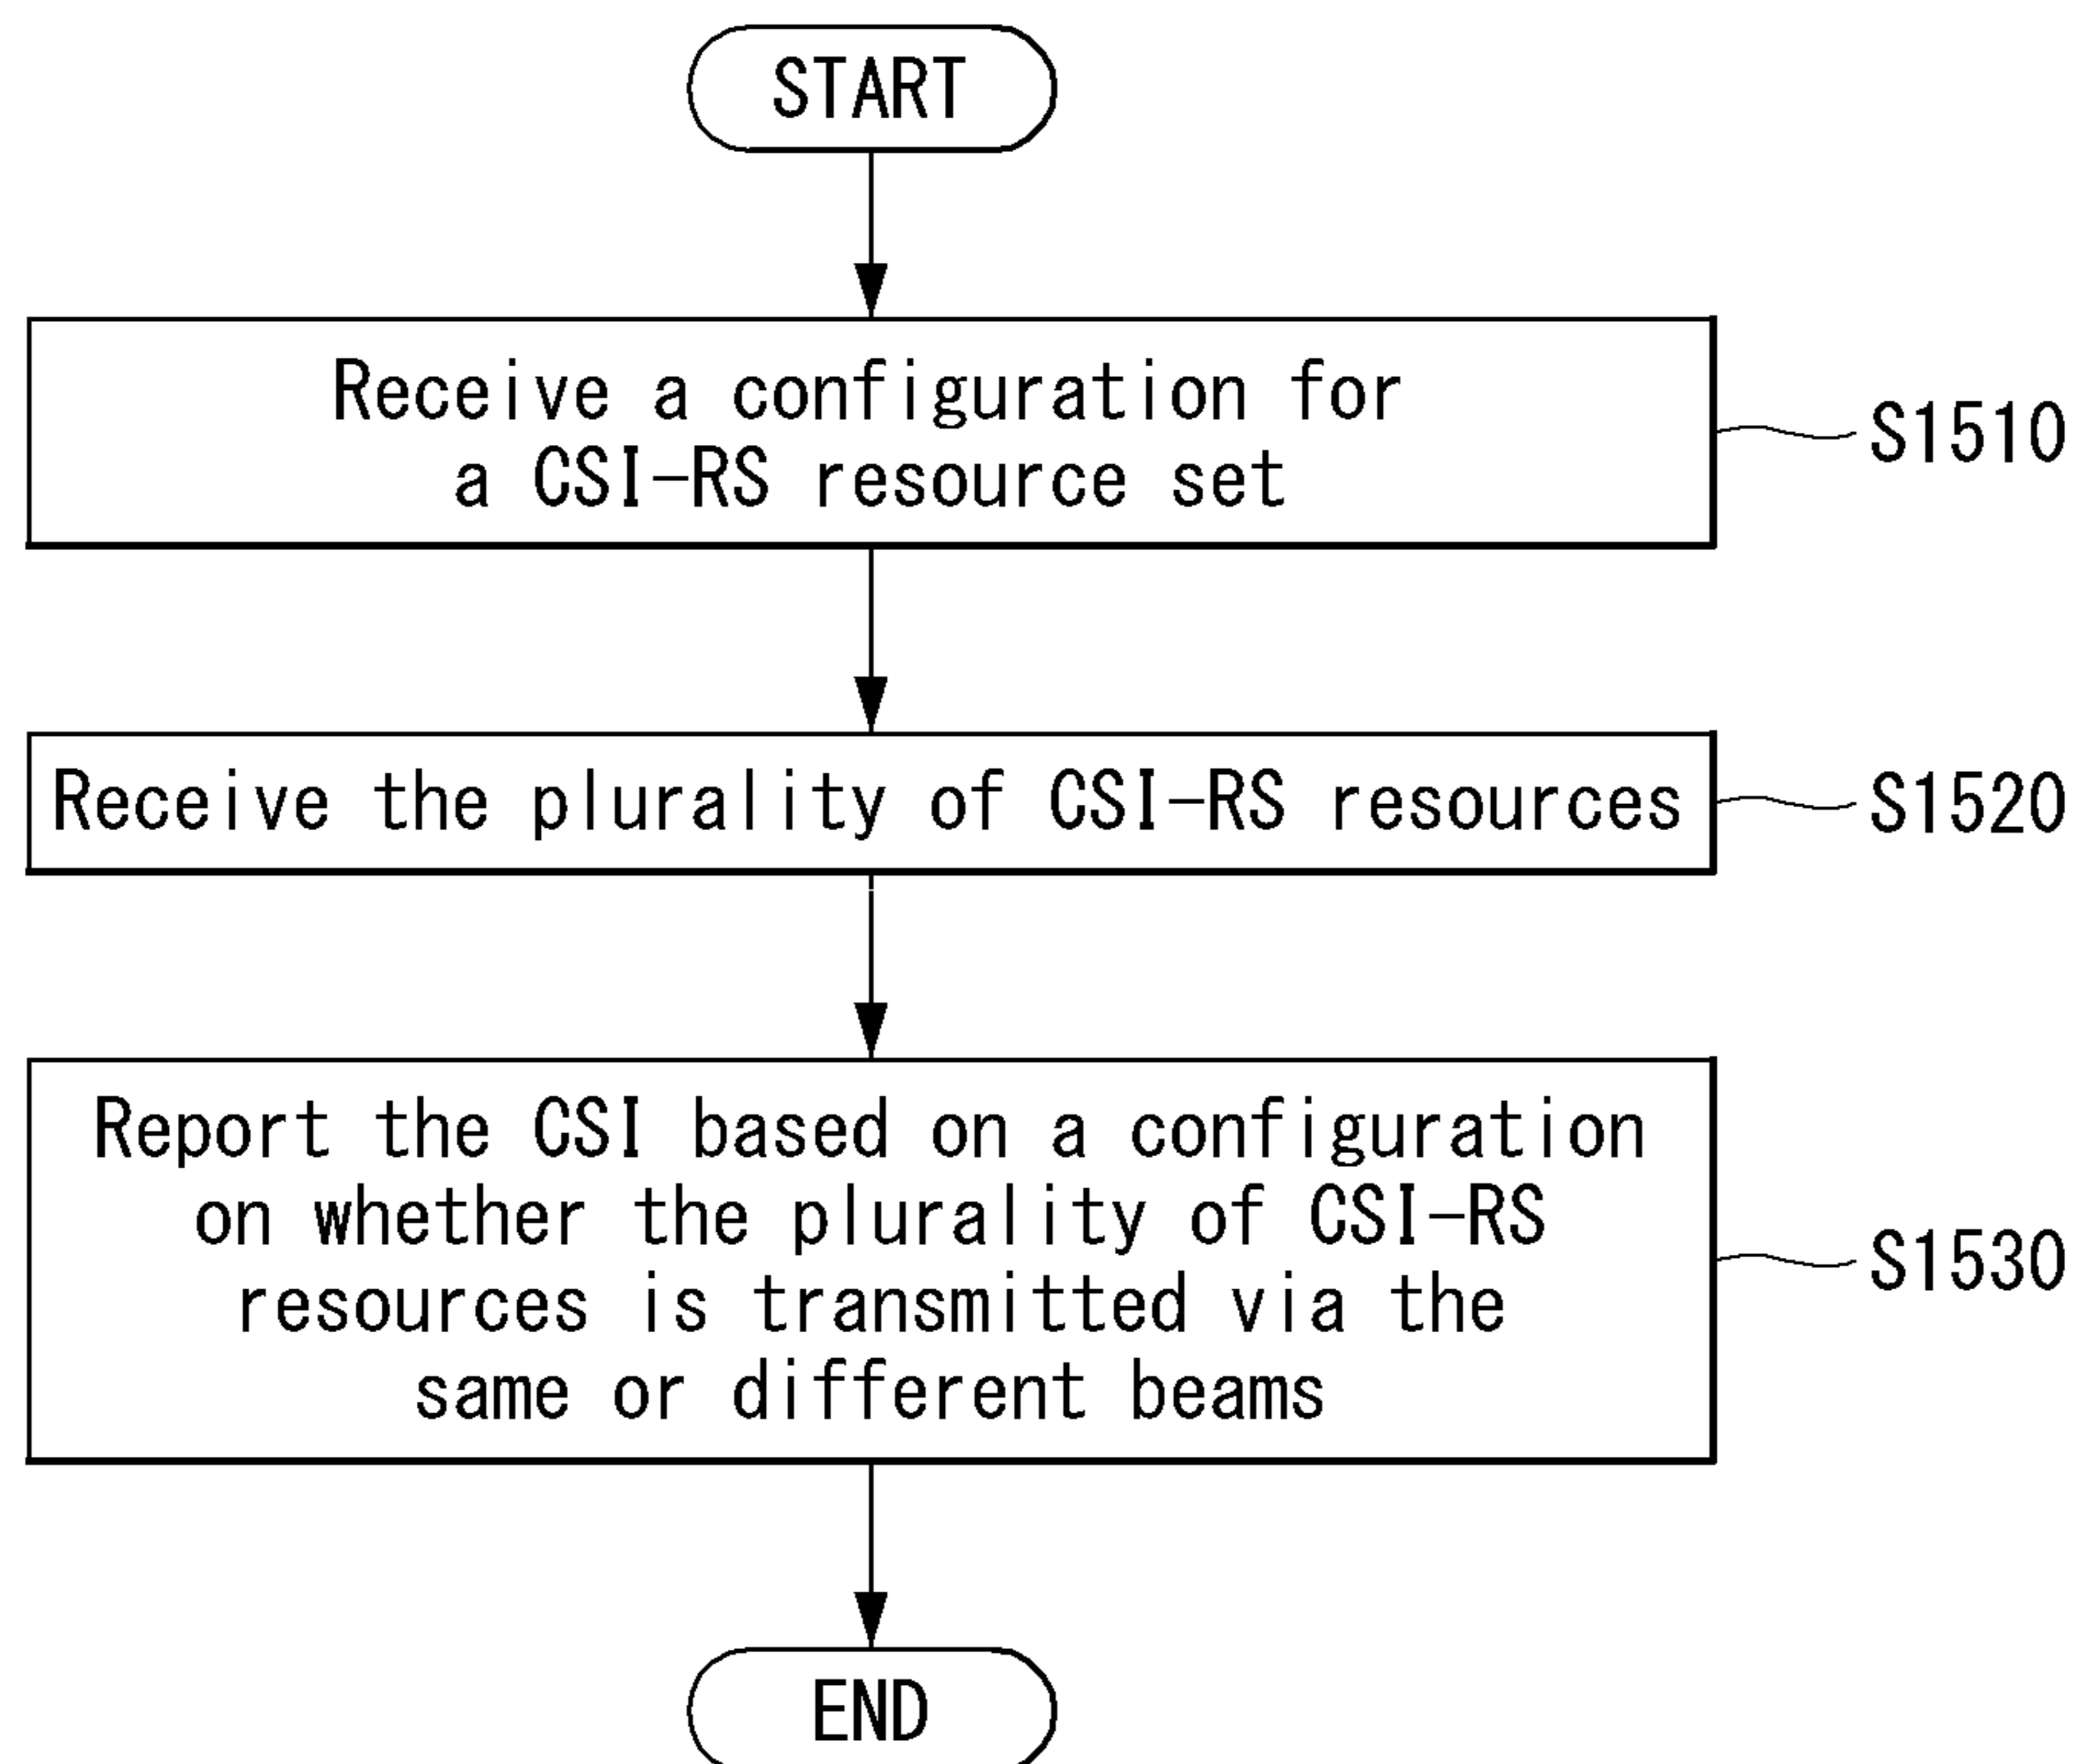 START
Receive a configuration for
a CSI-RS resource set
S1510
Receive the plurality of CSI-RS resources
S1520
Report the CSI based on a configuration
on whether the plurality of CSI-RS
resources is transmitted via the
same or different beams
S1530
END